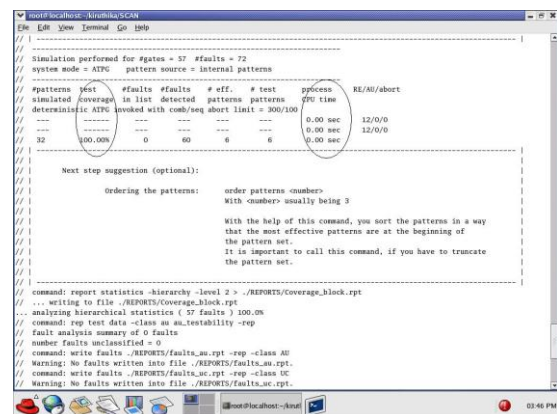 root@localhost:~/kiruthika/SCAN
File Edit View Terminal Go Help
// | ---------------------------------------------------------------- |
//
// ----------------------------------------------------------------
// Simulation performed for #gates = 57 #faults = 72
// system mode = ATPG pattern source = internal patterns
// ----------------------------------------------------------------
// #patterns test #faults #faults # eff. # test process RE/AU/abort
// simulated coverage in list detected patterns patterns CPU time
// deterministic ATPG invoked with comb/seq abort limit = 300/100
// --- ------ --- --- --- --- 0.00 sec 12/0/0
// --- ------ --- --- --- --- 0.00 sec 12/0/0
// 32 100.00% 0 60 6 6 0.00 sec
// | ---------------------------------------------------------------- |
// |
// | Next step suggestion (optional):
// |
// | Ordering the patterns: order patterns <number>
// | With <number> usually being 3
// |
// | With the help of this command, you sort the patterns in a way
// | that the most effective patterns are at the beginning of
// | the pattern set.
// | It is important to call this command, if you have to truncate
// | the pattern set.
// |
// | ---------------------------------------------------------------- |
// command: report statistics -hierarchy -level 2 > ./REPORTS/Coverage_block.rpt
// ... writing to file ./REPORTS/Coverage_block.rpt
... analyzing hierarchical statistics ( 57 faults ) 100.0%
// command: rep test data -class au au_testability -rep
// fault analysis summary of 0 faults
// number faults unclassified = 0
// command: write faults ./REPORTS/faults_au.rpt -rep -class AU
// Warning: No faults written into file ./REPORTS/faults_au.rpt.
// command: write faults ./REPORTS/faults_uc.rpt -rep -class UC
// Warning: No faults written into file ./REPORTS/faults_uc.rpt.
root@localhost:~/kirut
03:46 PM